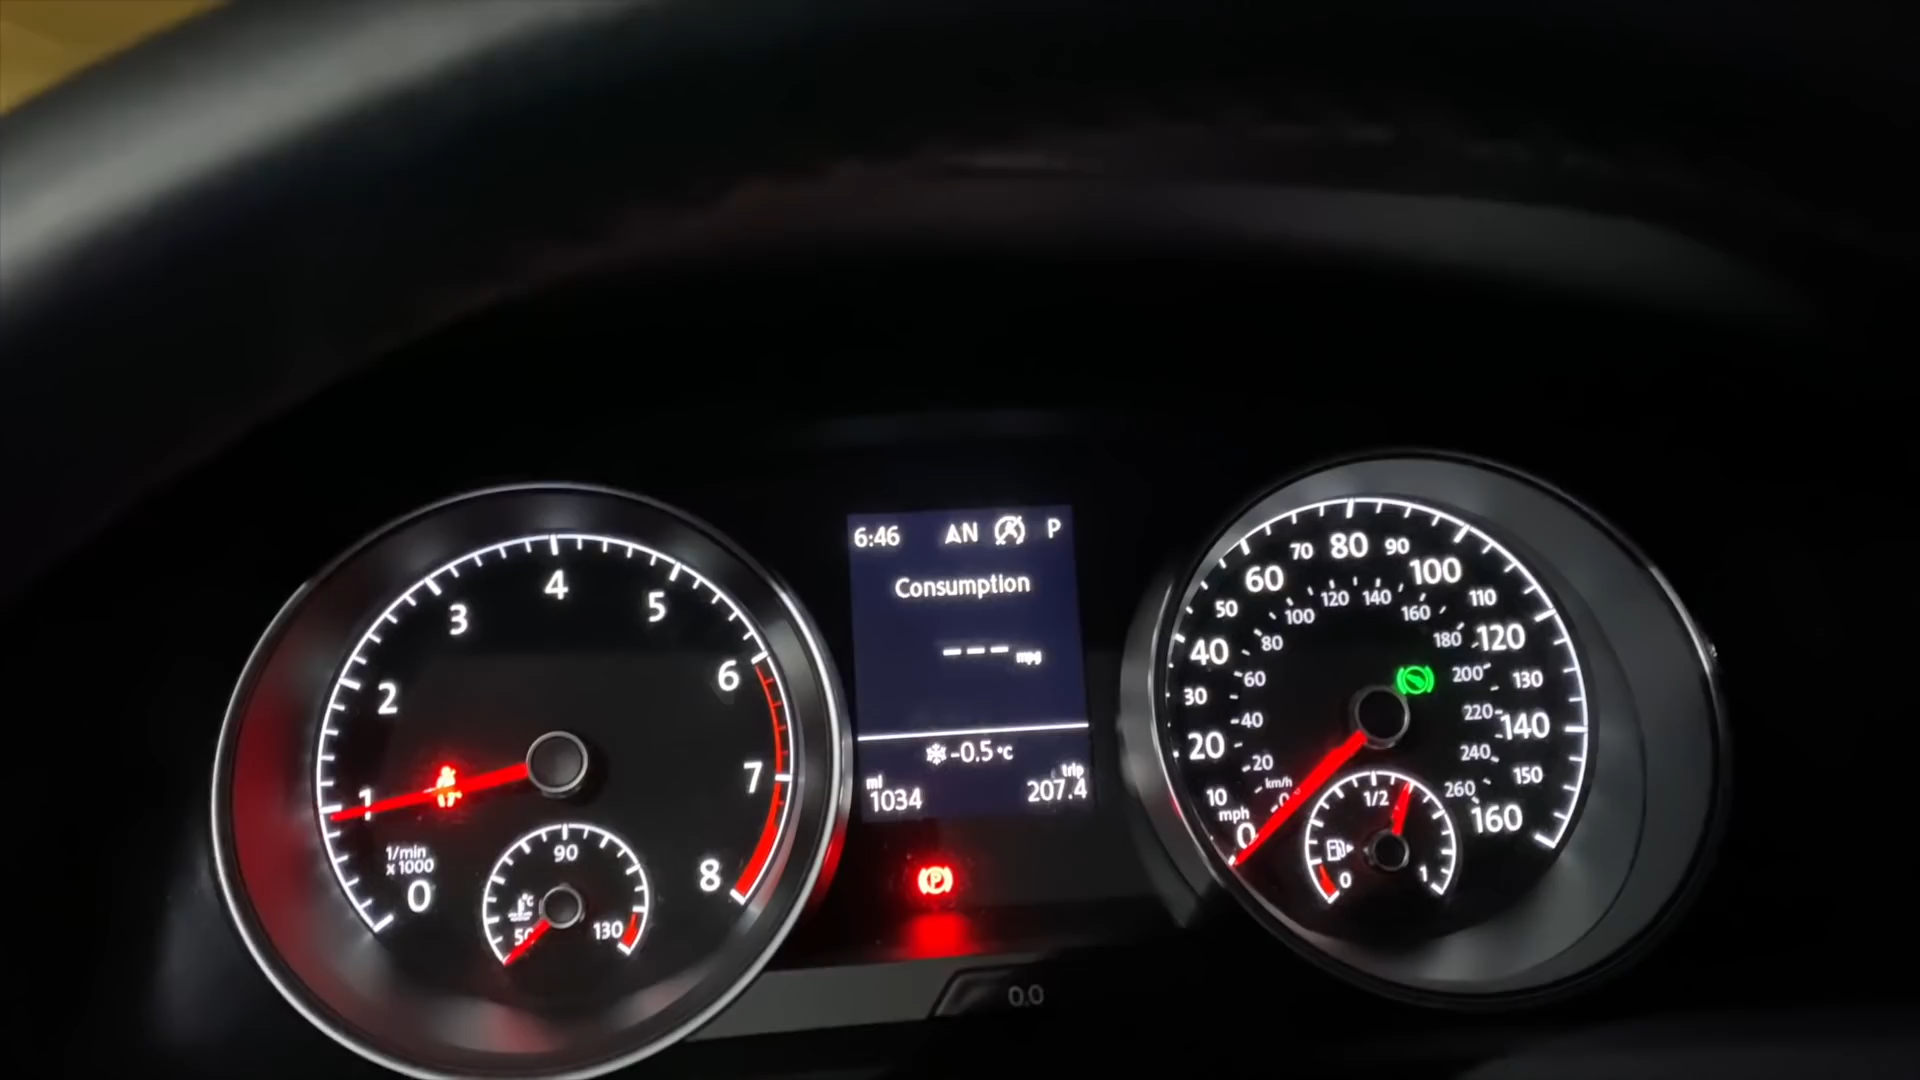 6:46 AN P
Consumption
--- mpg
-0.5°C
mi trip
1034 207.4
0 1 2 3 4 5 6 7 8
1/min
x 1000
°C
50 90 130
0 10 20 30 40 50 60 70 80 90 100 110 120 130 140 150 160
mph
km/h
0 20 40 60 80 100 120 140 160 180 200 220 240 260
0 1/2 1
P
0.0